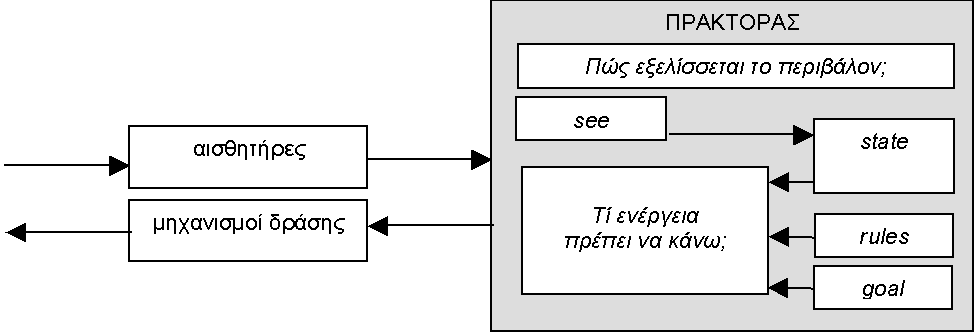 ΠΡΑΚΤΟΡΑΣ
Πώς εξελίσσεται το περιβάλον;
see
αισθητήρες
state
μηχανισμοί δράσης
Τί ενέργεια
πρέπει να κάνω;
rules
goal